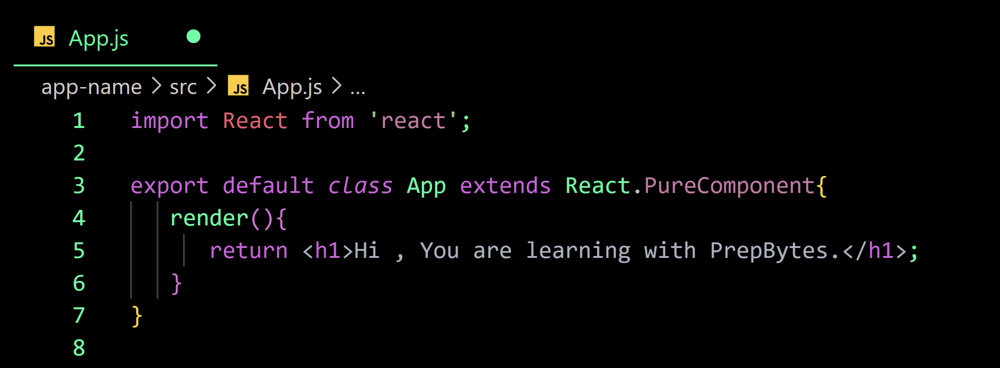 JS App.js
app-name > src > JS App.js > ...
1 import React from 'react';
2
3 export default class App extends React.PureComponent{
4 render(){
5 return <h1>Hi , You are learning with PrepBytes.</h1>;
6 }
7 }
8